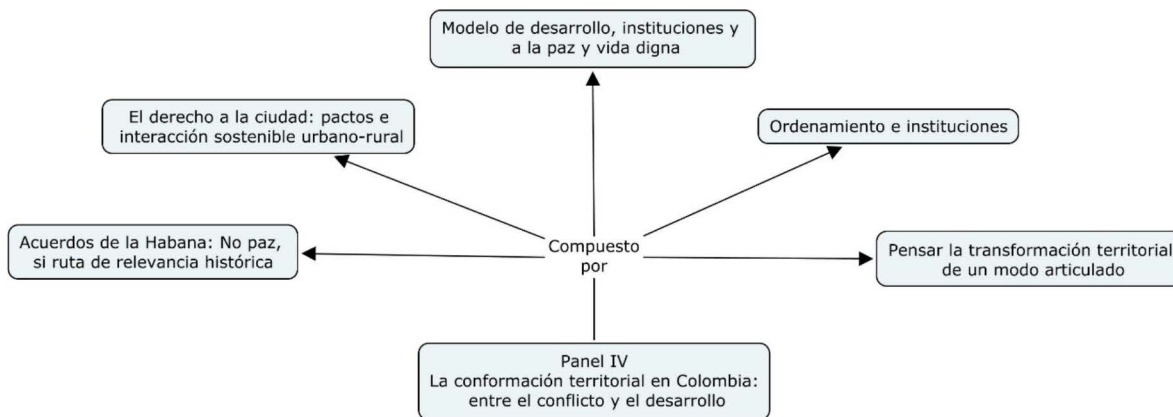 Modelo de desarrollo, instituciones y
a la paz y vida digna
El derecho a la ciudad: pactos e
interacción sostenible urbano-rural
Ordenamiento e instituciones
Acuerdos de la Habana: No paz,
si ruta de relevancia histórica
Compuesto
por
Pensar la transformación territorial
de un modo articulado
Panel IV
La conformación territorial en Colombia:
entre el conflicto y el desarrollo